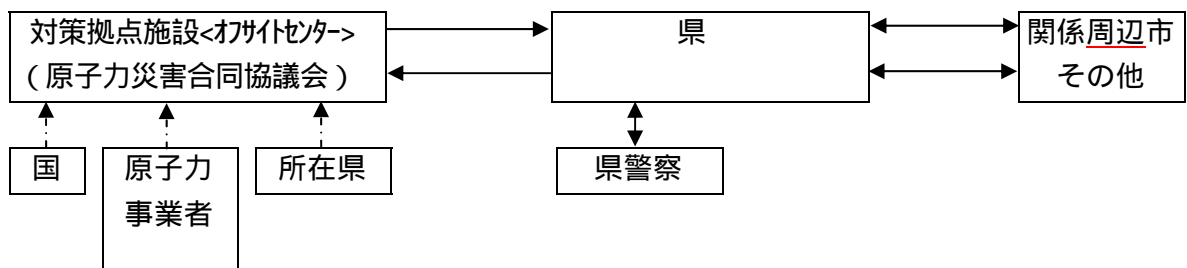 対策拠点施設<ｵﾌｻｲﾄｾﾝﾀｰ>
（原子力災害合同協議会）
県
関係周辺市
その他
国
原子力
事業者
所在県
県警察